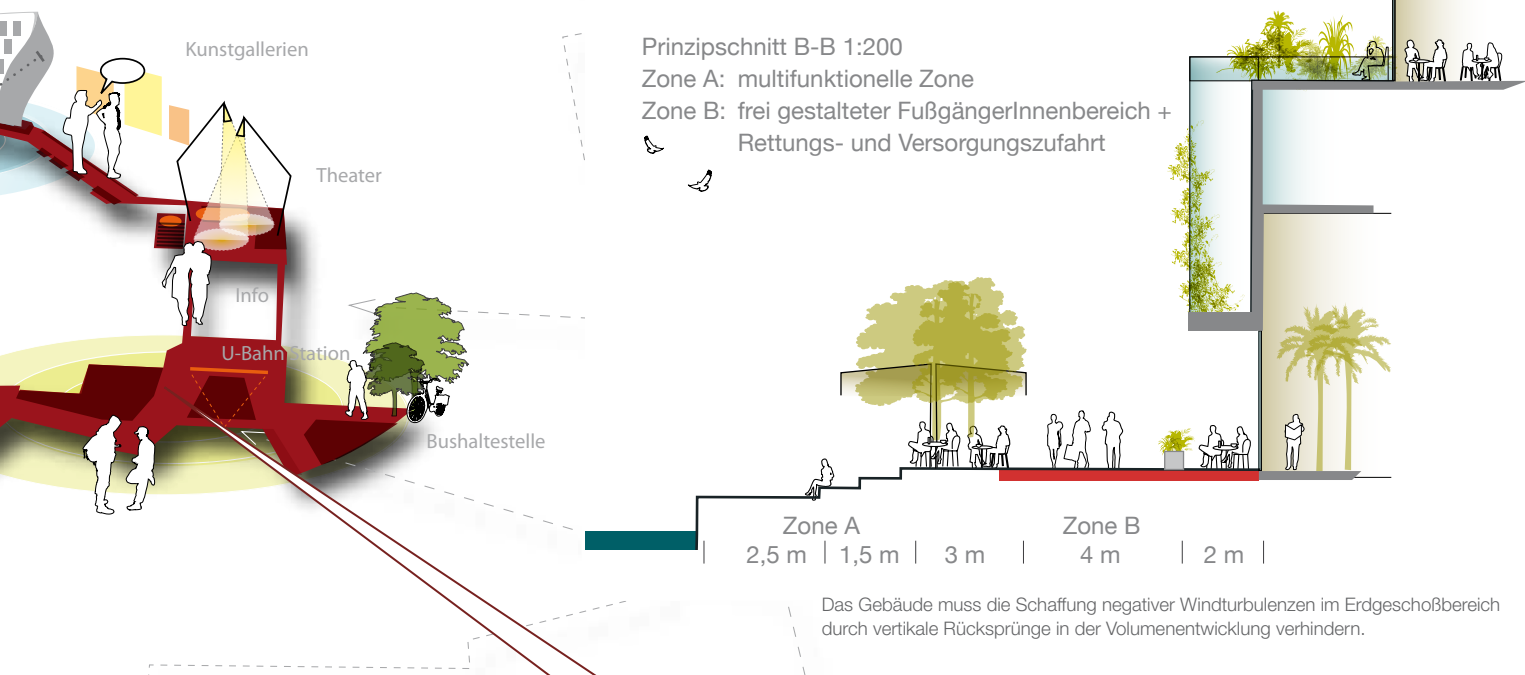 Kunstgallerien
Theater
Info
U-Bahn Station
Bushaltestelle
Prinzipschnitt B-B 1:200
Zone A: multifunktionelle Zone
Zone B: frei gestalteter FußgängerInnenbereich +
Rettungs- und Versorgungszufahrt
Zone A Zone B
2,5 m 1,5 m 3 m 4 m 2 m
Das Gebäude muss die Schaffung negativer Windturbulenzen im Erdgeschoßbereich
durch vertikale Rücksprünge in der Volumenentwicklung verhindern.